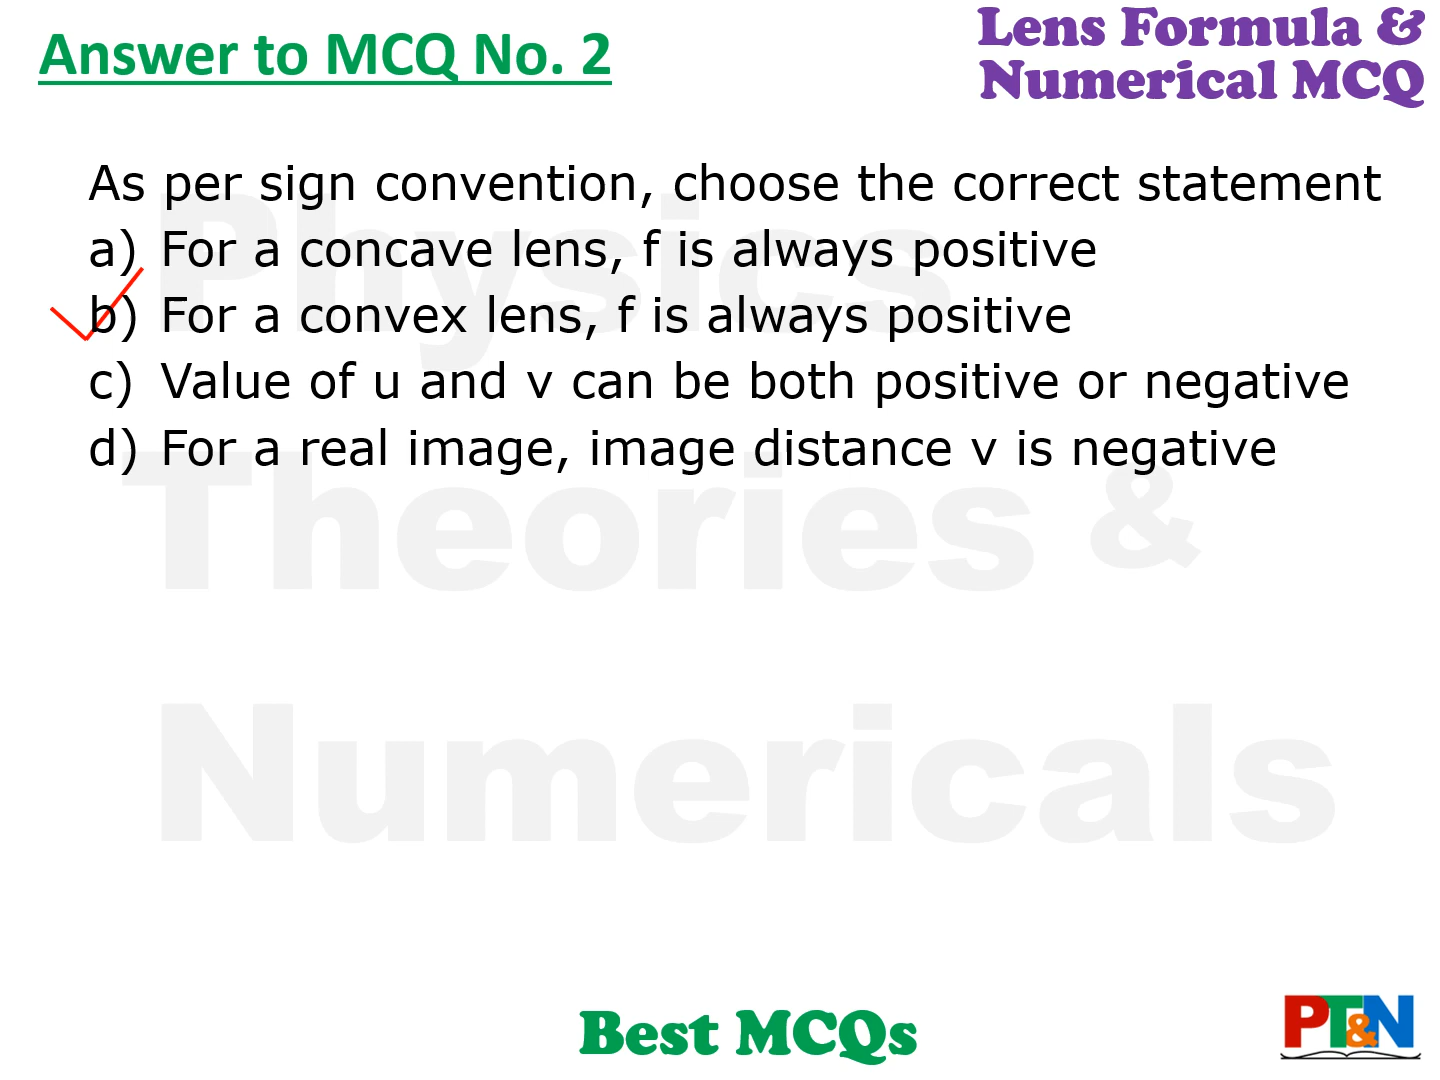 Answer to MCQ No. 2
Lens Formula &
Numerical MCQ
As per sign convention, choose the correct statement
a) For a concave lens, f is always positive
b) For a convex lens, f is always positive
c) Value of u and v can be both positive or negative
d) For a real image, image distance v is negative
Physics
Theories &
Numericals
Best MCQs
PT&N